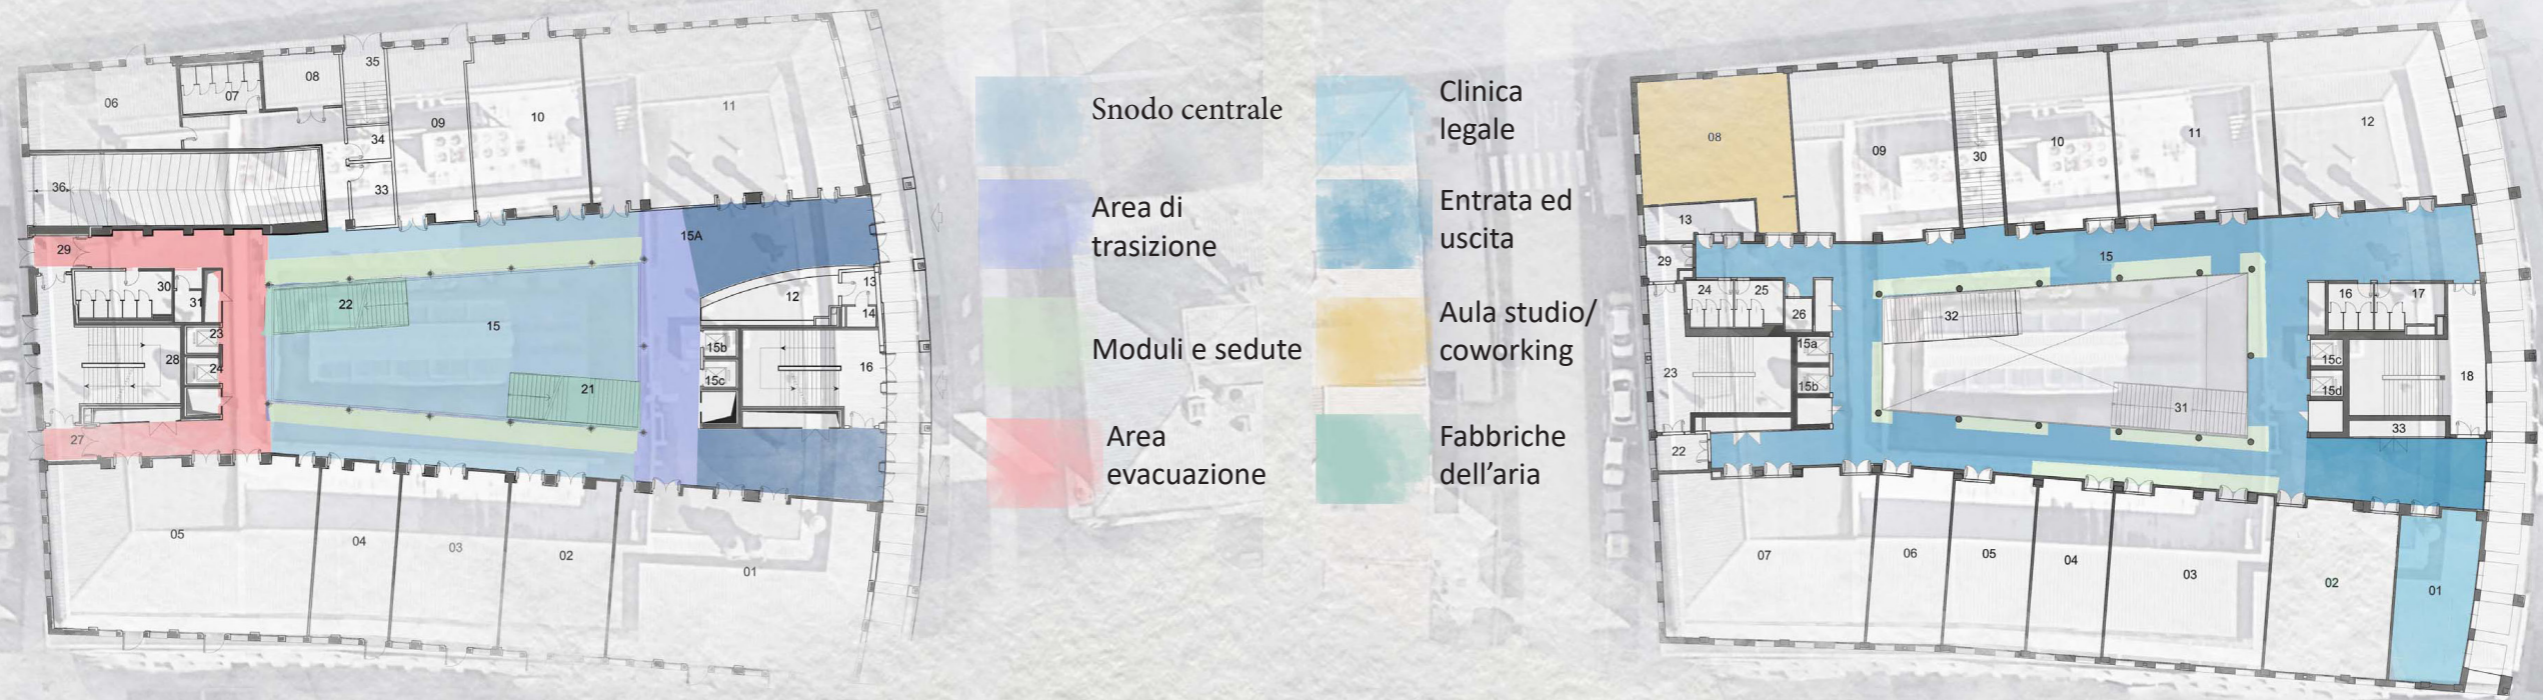 06
07
08
35
09
10
11
34
33
36
29
15A
30
31
22
15
12
13
14
23
24
28
21
15b
15c
16
27
05
04
03
02
01
Snodo centrale
Area di
trasizione
Moduli e sedute
Area
evacuazione
Clinica
legale
Entrata ed
uscita
Aula studio/
coworking
Fabbriche
dell’aria
08
09
30
10
11
12
13
29
15
24
25
26
32
16
17
15a
15b
23
15c
15d
18
31
33
22
07
06
05
04
03
02
01